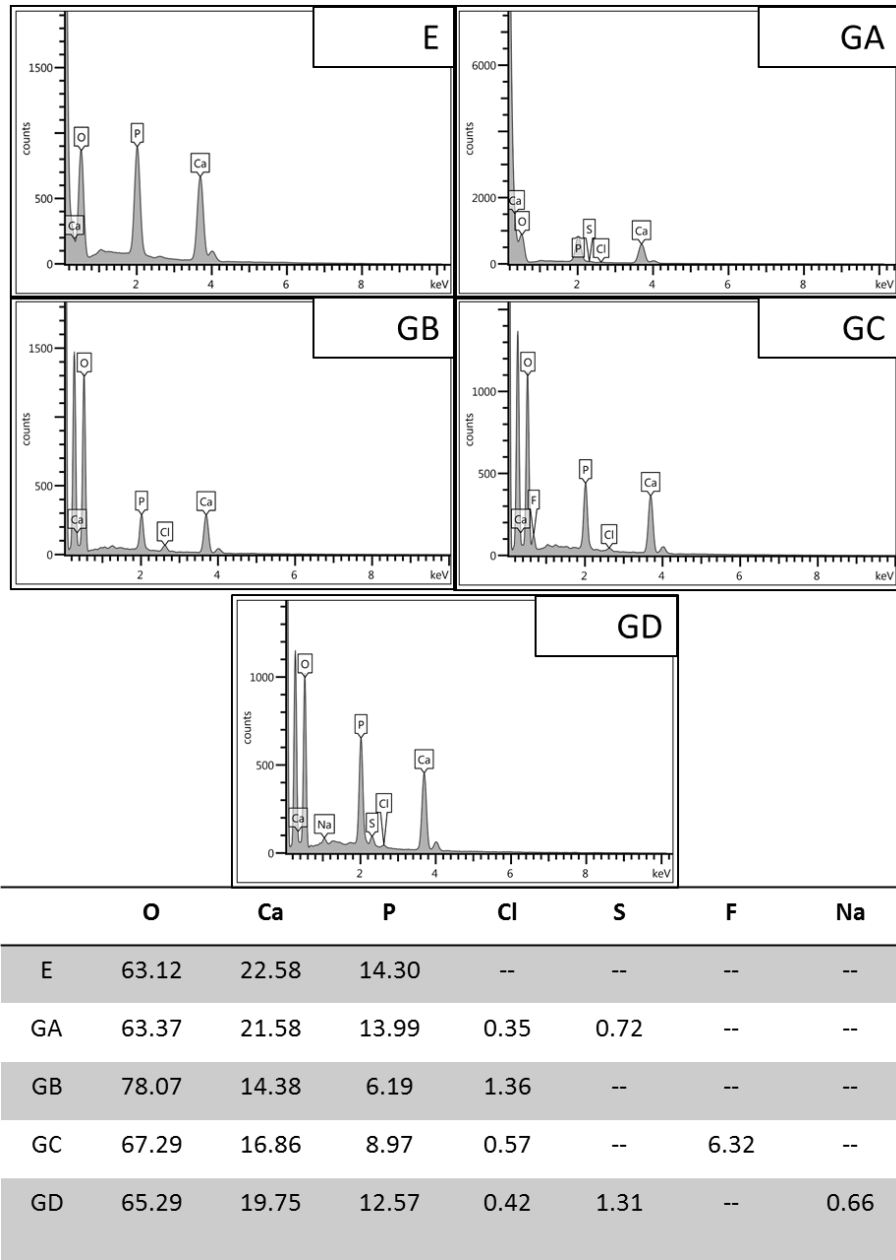 E
1500
500
0
counts
Ca
O
P
Ca
2
4
6
8
keV
GA
6000
2000
0
counts
Ca
O
P
S
Cl
Ca
2
4
6
8
keV
GB
1500
500
0
counts
Ca
O
P
Cl
Ca
2
4
6
8
keV
GC
1000
500
0
counts
Ca
O
F
P
Cl
Ca
2
4
6
8
keV
GD
1000
500
0
counts
Ca
O
Na
P
S
Cl
Ca
2
4
6
8
keV
O Ca P Cl S F Na
E 63.12 22.58 14.30 -- -- -- --
GA 63.37 21.58 13.99 0.35 0.72 -- --
GB 78.07 14.38 6.19 1.36 -- -- --
GC 67.29 16.86 8.97 0.57 -- 6.32 --
GD 65.29 19.75 12.57 0.42 1.31 -- 0.66